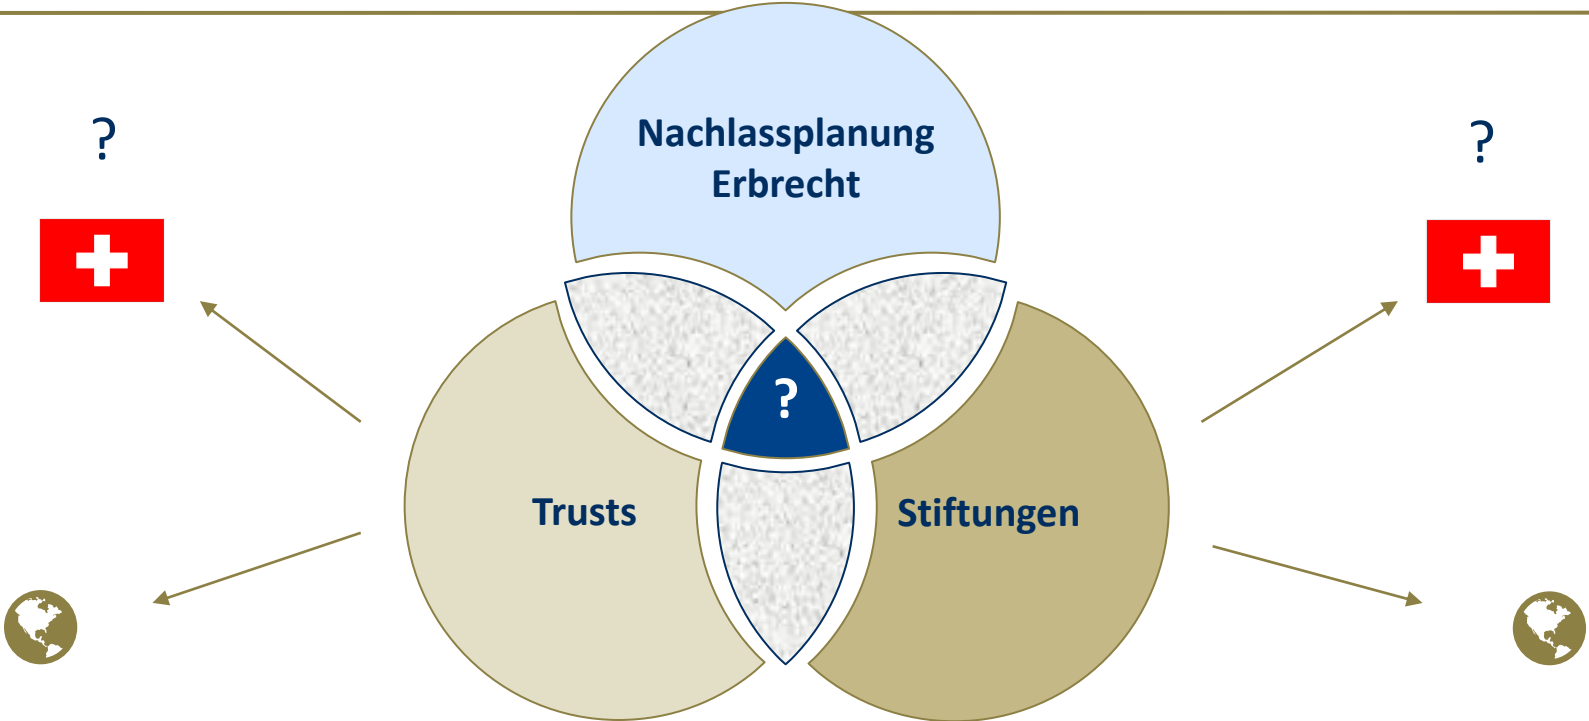 ?
?
Nachlassplanung
Erbrecht
?
Trusts
Stiftungen